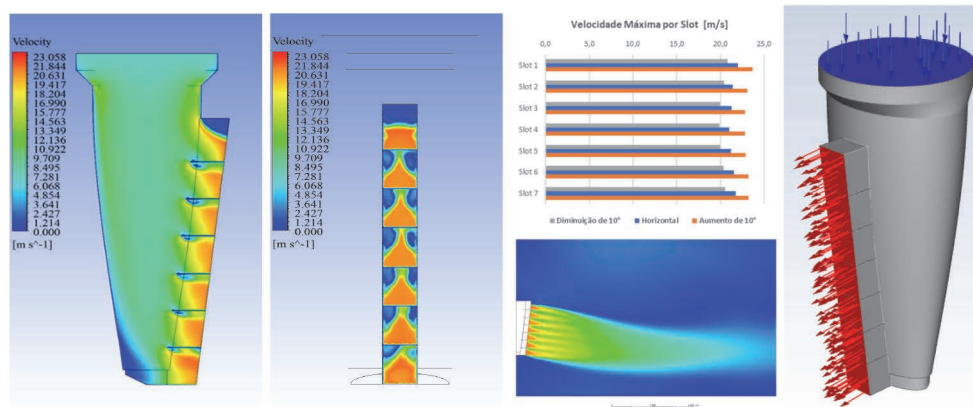 Velocity
23.058
21.844
20.631
19.417
18.204
16.990
15.777
14.563
13.349
12.136
10.922
9.709
8.495
7.281
6.068
4.854
3.641
2.427
1.214
0.000
[m s^-1]
Velocity
23.058
21.844
20.631
19.417
18.204
16.990
15.777
14.563
13.349
12.136
10.922
9.709
8.495
7.281
6.068
4.854
3.641
2.427
1.214
0.000
[m s^-1]
Velocidade Máxima por Slot [m/s]
0,0 5,0 10,0 15,0 20,0 25,0
Slot 1
Slot 2
Slot 3
Slot 4
Slot 5
Slot 6
Slot 7
Diminuição de 10° Horizontal Aumento de 10°